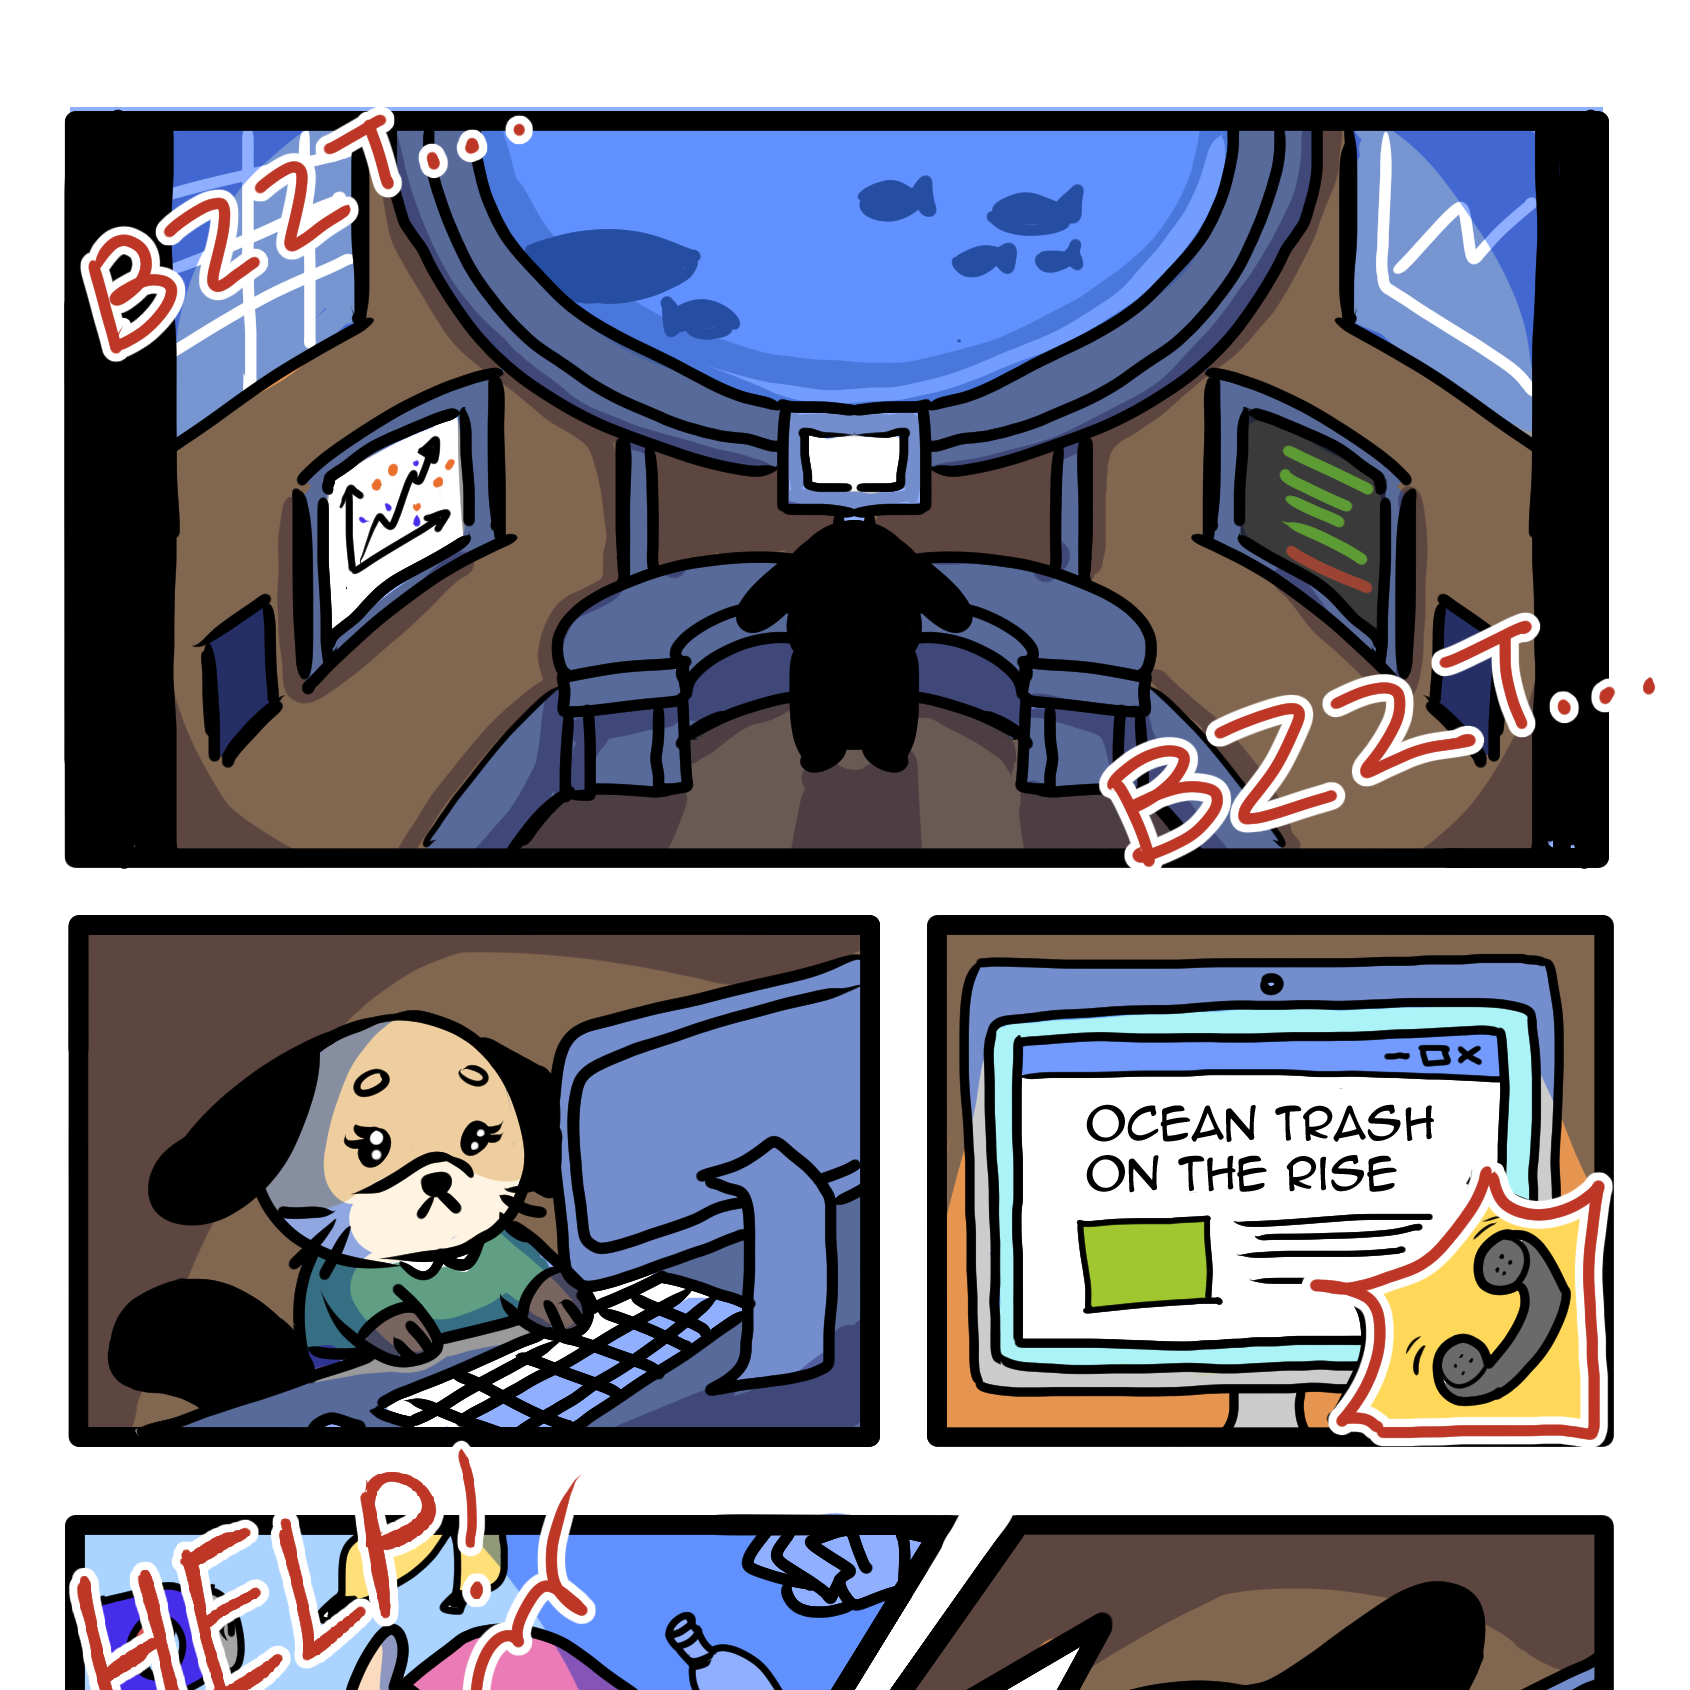 BZZT...
BZZT...
OCEAN TRASH
ON THE RISE
HELP!